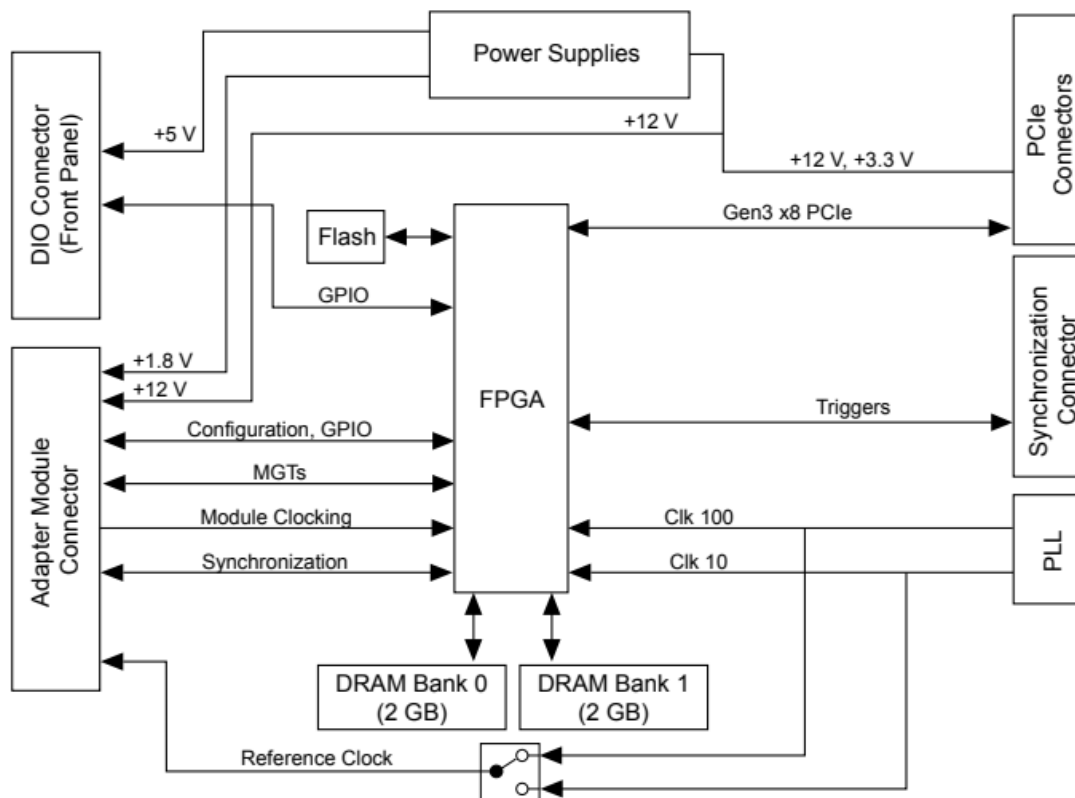 Power Supplies
DIO Connector
(Front Panel)
PCIe
Connectors
+5 V
+12 V
+12 V, +3.3 V
Gen3 x8 PCIe
Flash
GPIO
FPGA
Synchronization
Connector
+1.8 V
+12 V
Triggers
Adapter Module
Connector
Configuration, GPIO
MGTs
Module Clocking
Clk 100
PLL
Synchronization
Clk 10
DRAM Bank 0
(2 GB)
DRAM Bank 1
(2 GB)
Reference Clock